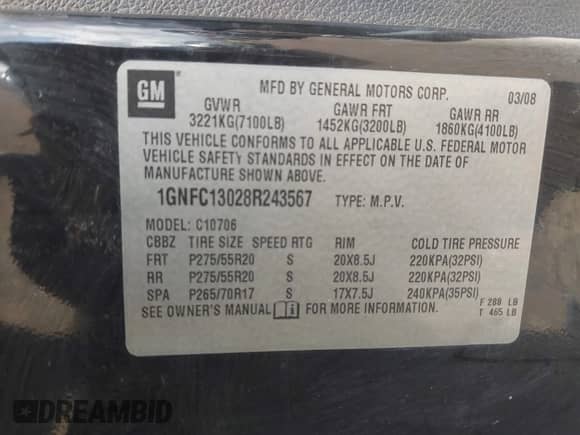 GM
MFD BY GENERAL MOTORS CORP. 03/08
GVWR GAWR FRT GAWR RR
3221KG(7100LB) 1452KG(3200LB) 1860KG(4100LB)
THIS VEHICLE CONFORMS TO ALL APPLICABLE U.S. FEDERAL MOTOR
VEHICLE SAFETY STANDARDS IN EFFECT ON THE DATE OF
MANUFACTURE SHOWN ABOVE.
1GNFC13028R243567 TYPE: M.P.V.
MODEL: C10706
CBBZ TIRE SIZE SPEED RTG RIM COLD TIRE PRESSURE
FRT P275/55R20 S 20X8.5J 220KPA(32PSI)
RR P275/55R20 S 20X8.5J 220KPA(32PSI)
SPA P265/70R17 S 17X7.5J 240KPA(35PSI)
SEE OWNER'S MANUAL FOR MORE INFORMATION.
F 288 LB
T 465 LB
DREAMBID